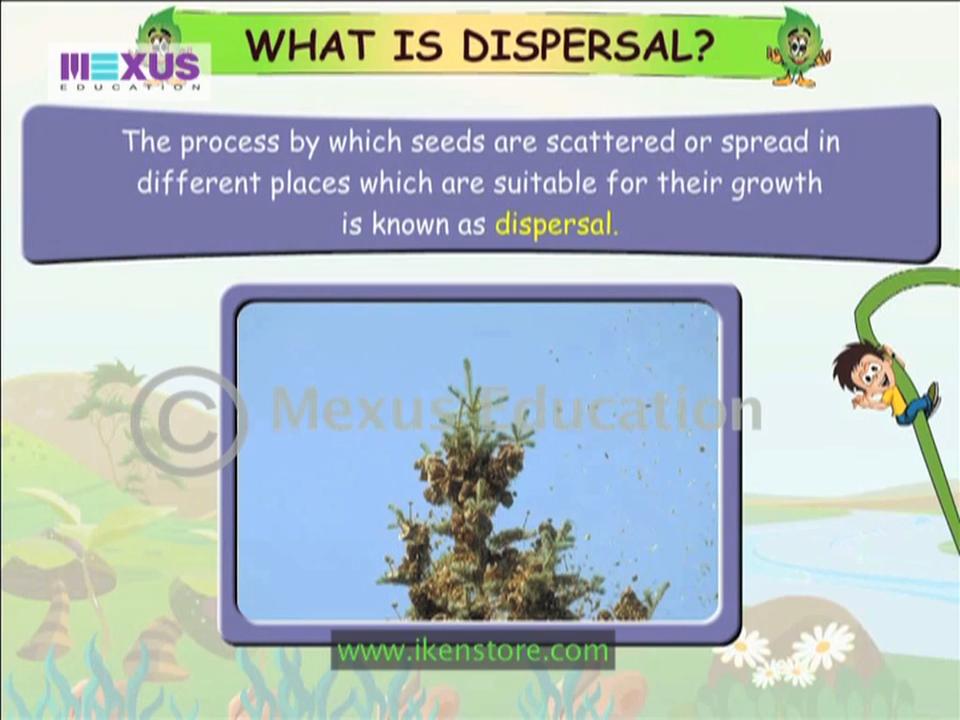 WHAT IS DISPERSAL?
MEXUS
EDUCATION
The process by which seeds are scattered or spread in
different places which are suitable for their growth
is known as dispersal.
© Mexus Education
www.ikenstore.com